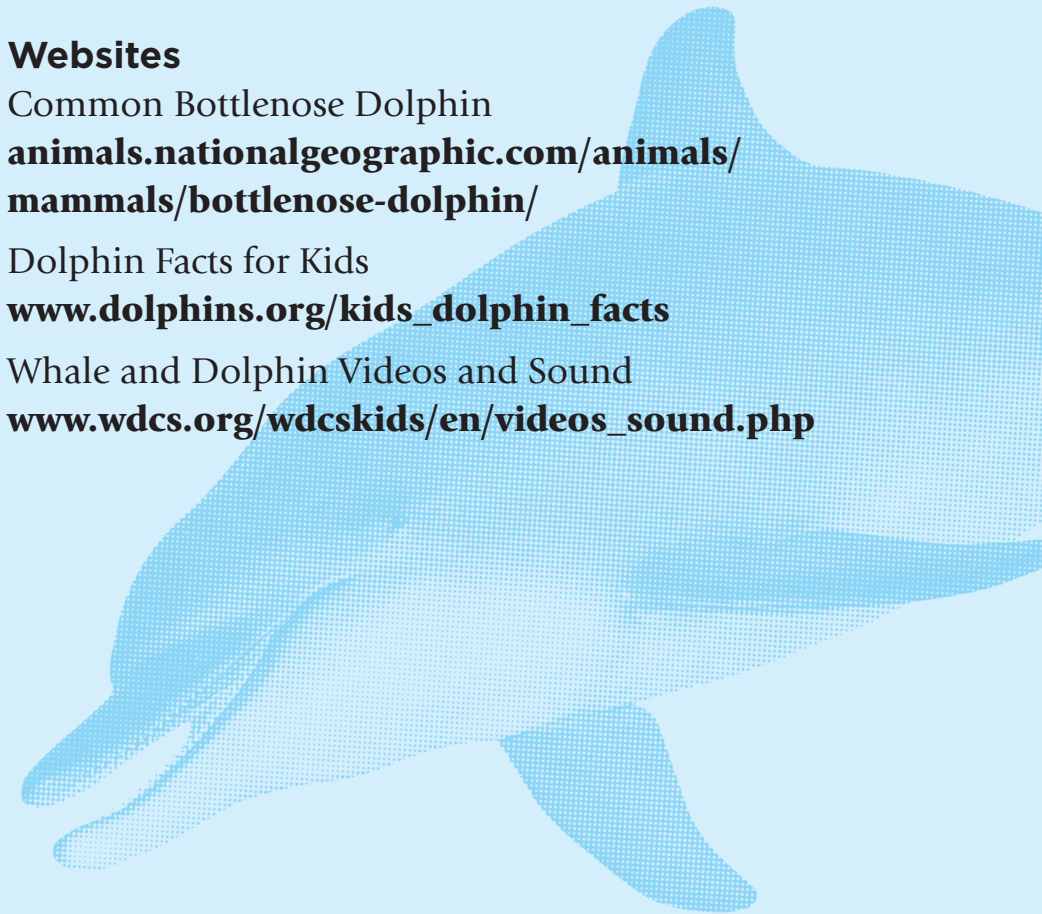 Websites
Common Bottlenose Dolphin
animals.nationalgeographic.com/animals/
mammals/bottlenose-dolphin/
Dolphin Facts for Kids
www.dolphins.org/kids_dolphin_facts
Whale and Dolphin Videos and Sound
www.wdcs.org/wdcskids/en/videos_sound.php